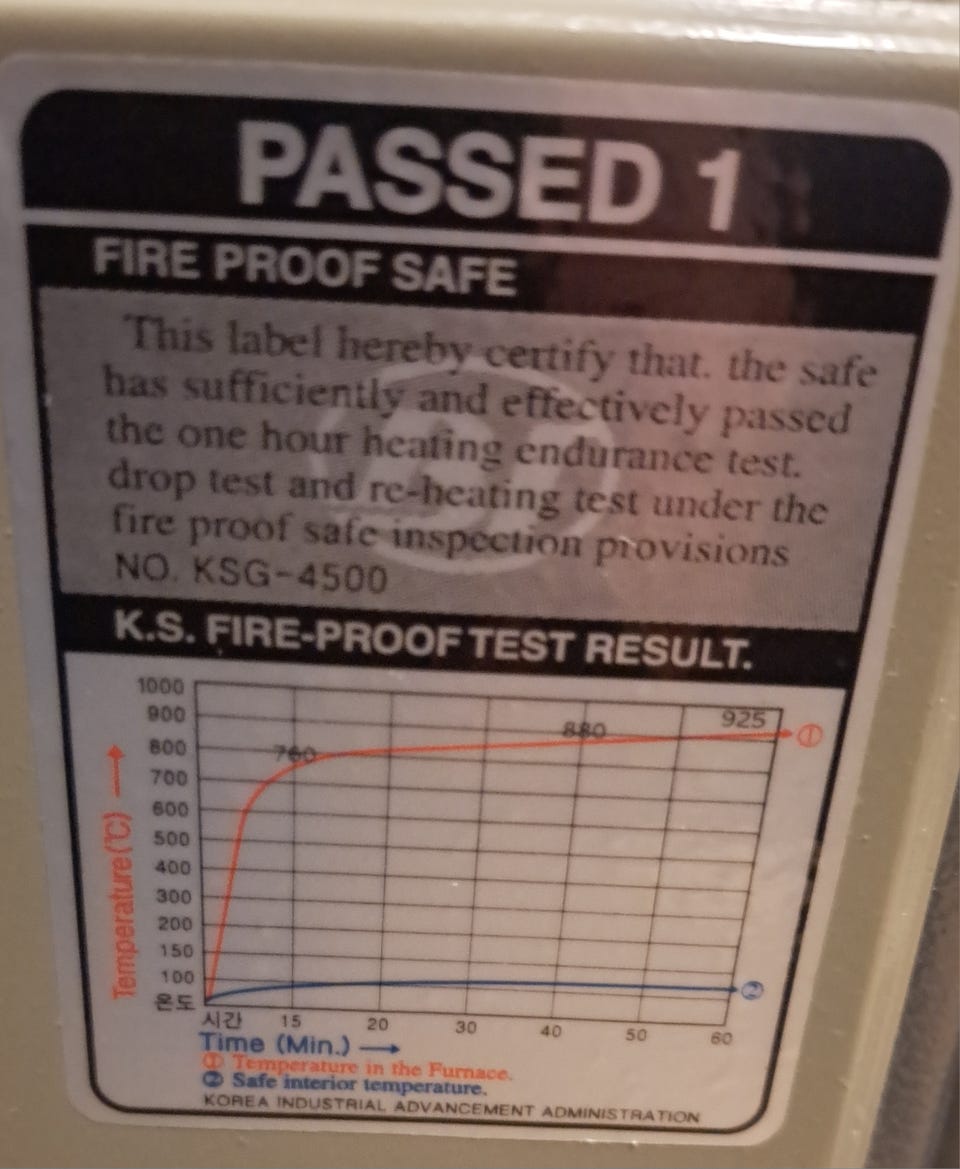 PASSED 1
FIRE PROOF SAFE
This label hereby certify that. the safe
has sufficiently and effectively passed
the one hour heating endurance test.
drop test and re-heating test under the
fire proof safe inspection provisions
NO. KSG-4500
K.S. FIRE-PROOF TEST RESULT.
Temperature(℃)
1000
900
800
700
600
500
400
300
200
150
100
온도
760
880
925
①
②
시간 15 20 30 40 50 60
Time (Min.)
① Temperature in the Furnace.
② Safe interior temperature.
KOREA INDUSTRIAL ADVANCEMENT ADMINISTRATION